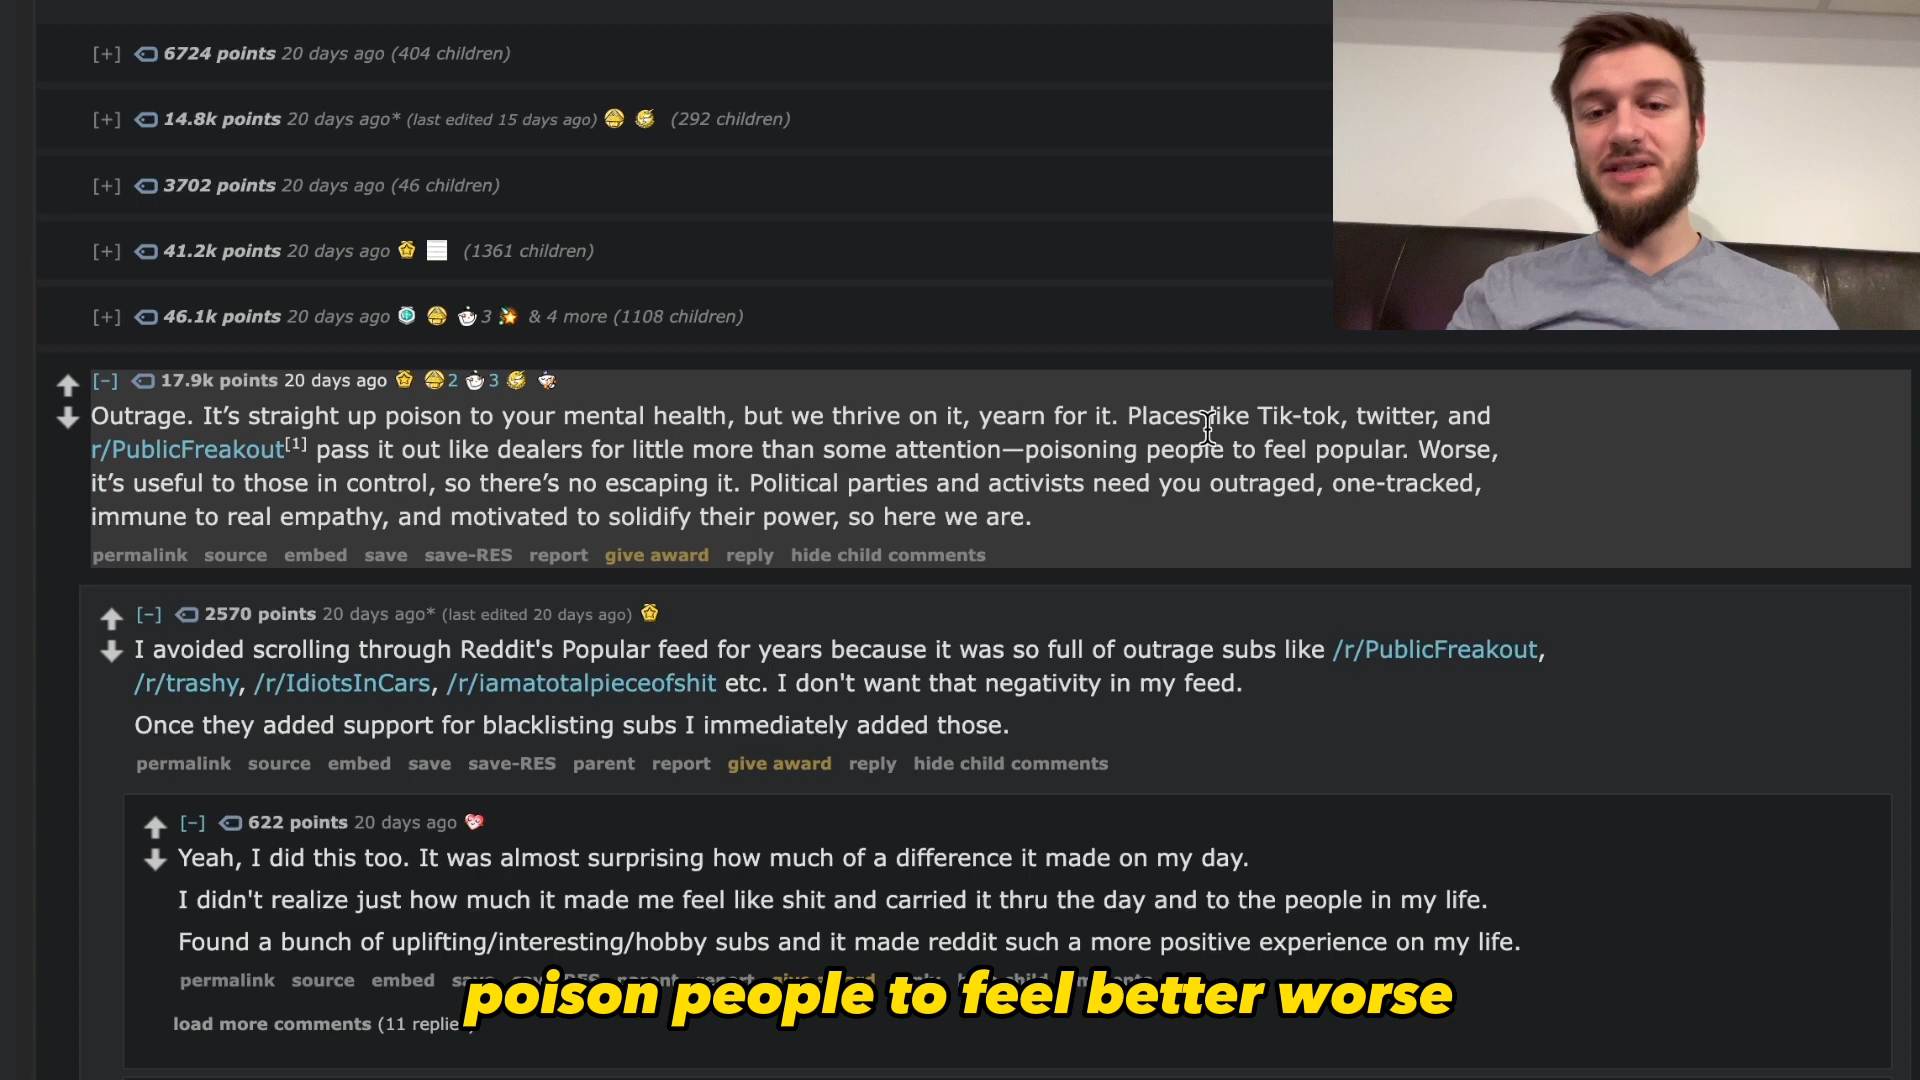 [+] 6724 points 20 days ago (404 children)
[+] 14.8k points 20 days ago* (last edited 15 days ago) (292 children)
[+] 3702 points 20 days ago (46 children)
[+] 41.2k points 20 days ago (1361 children)
[+] 46.1k points 20 days ago 3 & 4 more (1108 children)
[−] 17.9k points 20 days ago 2 3
Outrage. It’s straight up poison to your mental health, but we thrive on it, yearn for it. Places like Tik-tok, twitter, and
r/PublicFreakout[1] pass it out like dealers for little more than some attention—poisoning people to feel popular. Worse,
it’s useful to those in control, so there’s no escaping it. Political parties and activists need you outraged, one-tracked,
immune to real empathy, and motivated to solidify their power, so here we are.
permalink source embed save save-RES report give award reply hide child comments
[−] 2570 points 20 days ago* (last edited 20 days ago)
I avoided scrolling through Reddit's Popular feed for years because it was so full of outrage subs like /r/PublicFreakout,
/r/trashy, /r/IdiotsInCars, /r/iamatotalpieceofshit etc. I don't want that negativity in my feed.
Once they added support for blacklisting subs I immediately added those.
permalink source embed save save-RES parent report give award reply hide child comments
[−] 622 points 20 days ago
Yeah, I did this too. It was almost surprising how much of a difference it made on my day.
I didn't realize just how much it made me feel like shit and carried it thru the day and to the people in my life.
Found a bunch of uplifting/interesting/hobby subs and it made reddit such a more positive experience on my life.
permalink source embed
poison people to feel better worse
load more comments (11